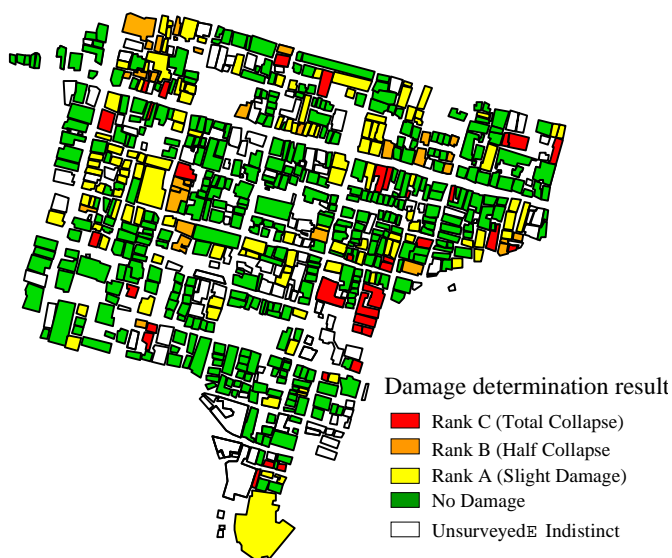 Damage determination result
Rank C (Total Collapse)
Rank B (Half Collapse
Rank A (Slight Damage)
No Damage
UnsurveyedE Indistinct